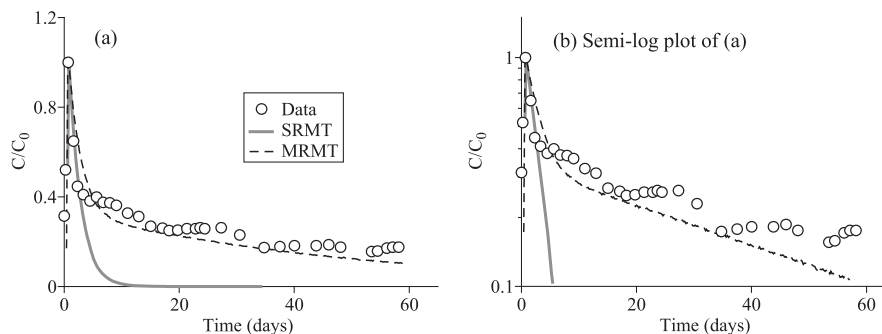 (a)
1.2
0.8
0.4
0
C/C0
0
20
40
60
Time (days)
Data
SRMT
MRMT
(b) Semi-log plot of (a)
1
0.1
C/C0
0
20
40
60
Time (days)